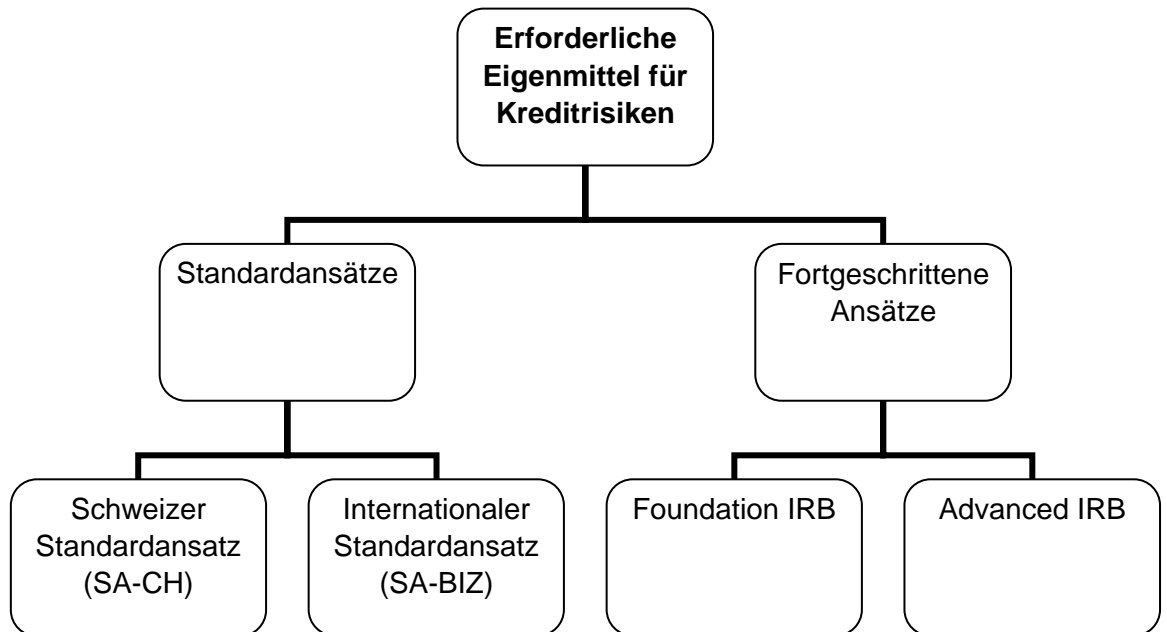 Erforderliche
Eigenmittel für
Kreditrisiken
Standardansätze
Fortgeschrittene
Ansätze
Schweizer
Standardansatz
(SA-CH)
Internationaler
Standardansatz
(SA-BIZ)
Foundation IRB
Advanced IRB